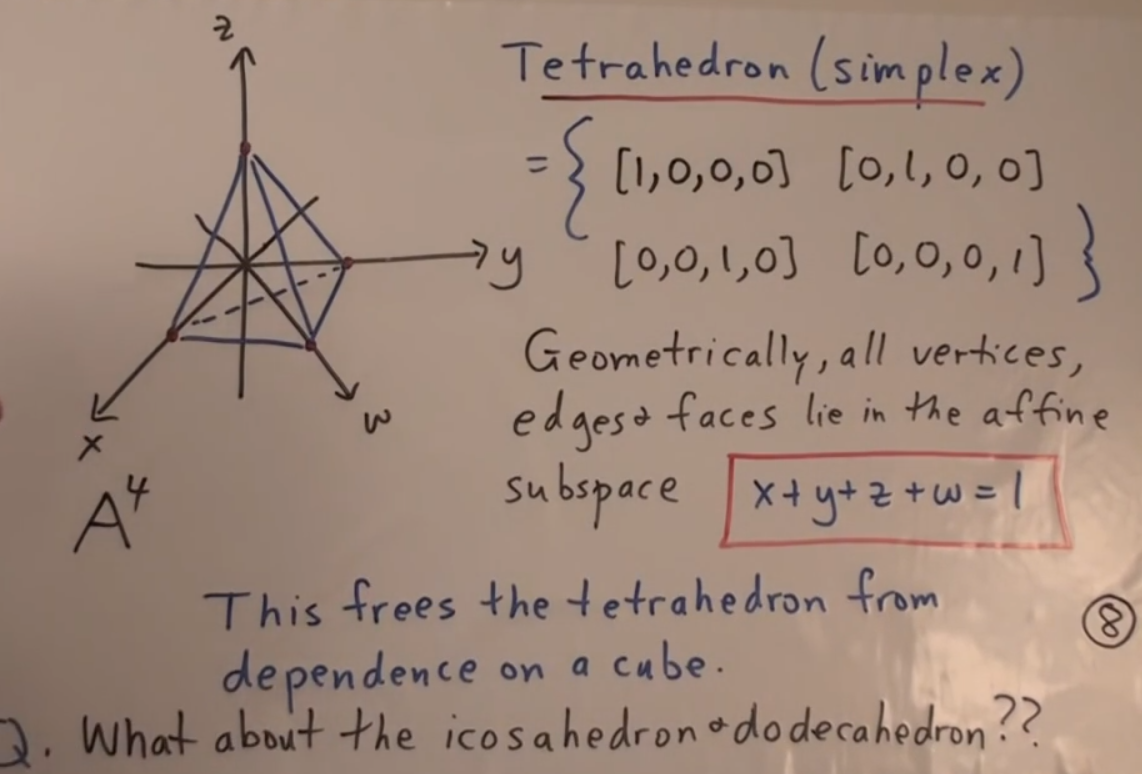 z
Tetrahedron (simplex)
= { [1,0,0,0] [0,1,0,0]
[0,0,1,0] [0,0,0,1] }
y
Geometrically, all vertices,
edges & faces lie in the affine
w
x
subspace x+y+z+w=1
A⁴
This frees the tetrahedron from
⑧
dependence on a cube.
Q. What about the icosahedron & dodecahedron??